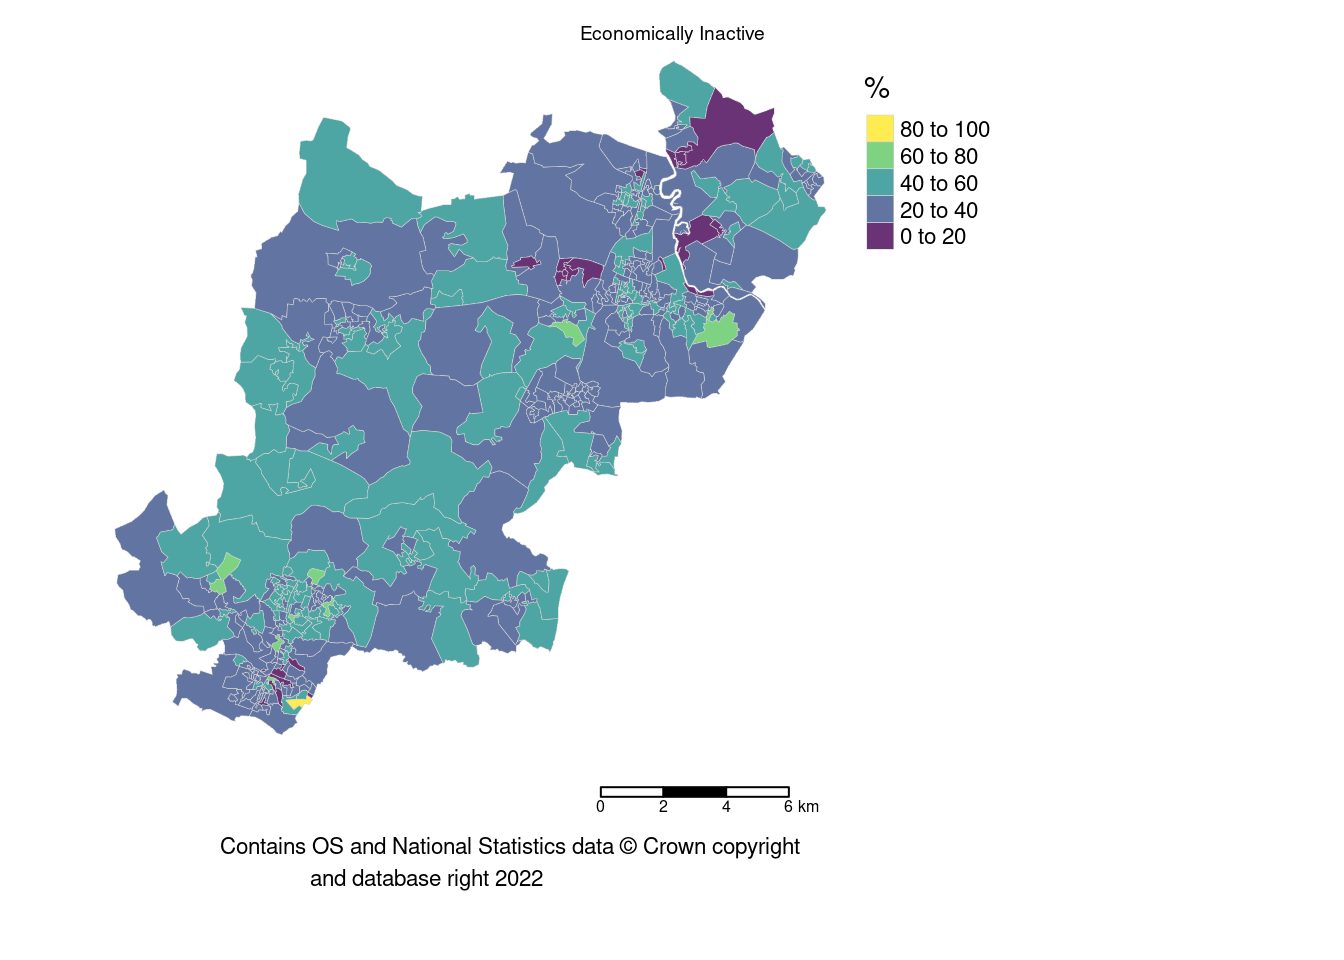 Economically Inactive
%
80 to 100
60 to 80
40 to 60
20 to 40
0 to 20
0 2 4 6 km
Contains OS and National Statistics data © Crown copyright
and database right 2022